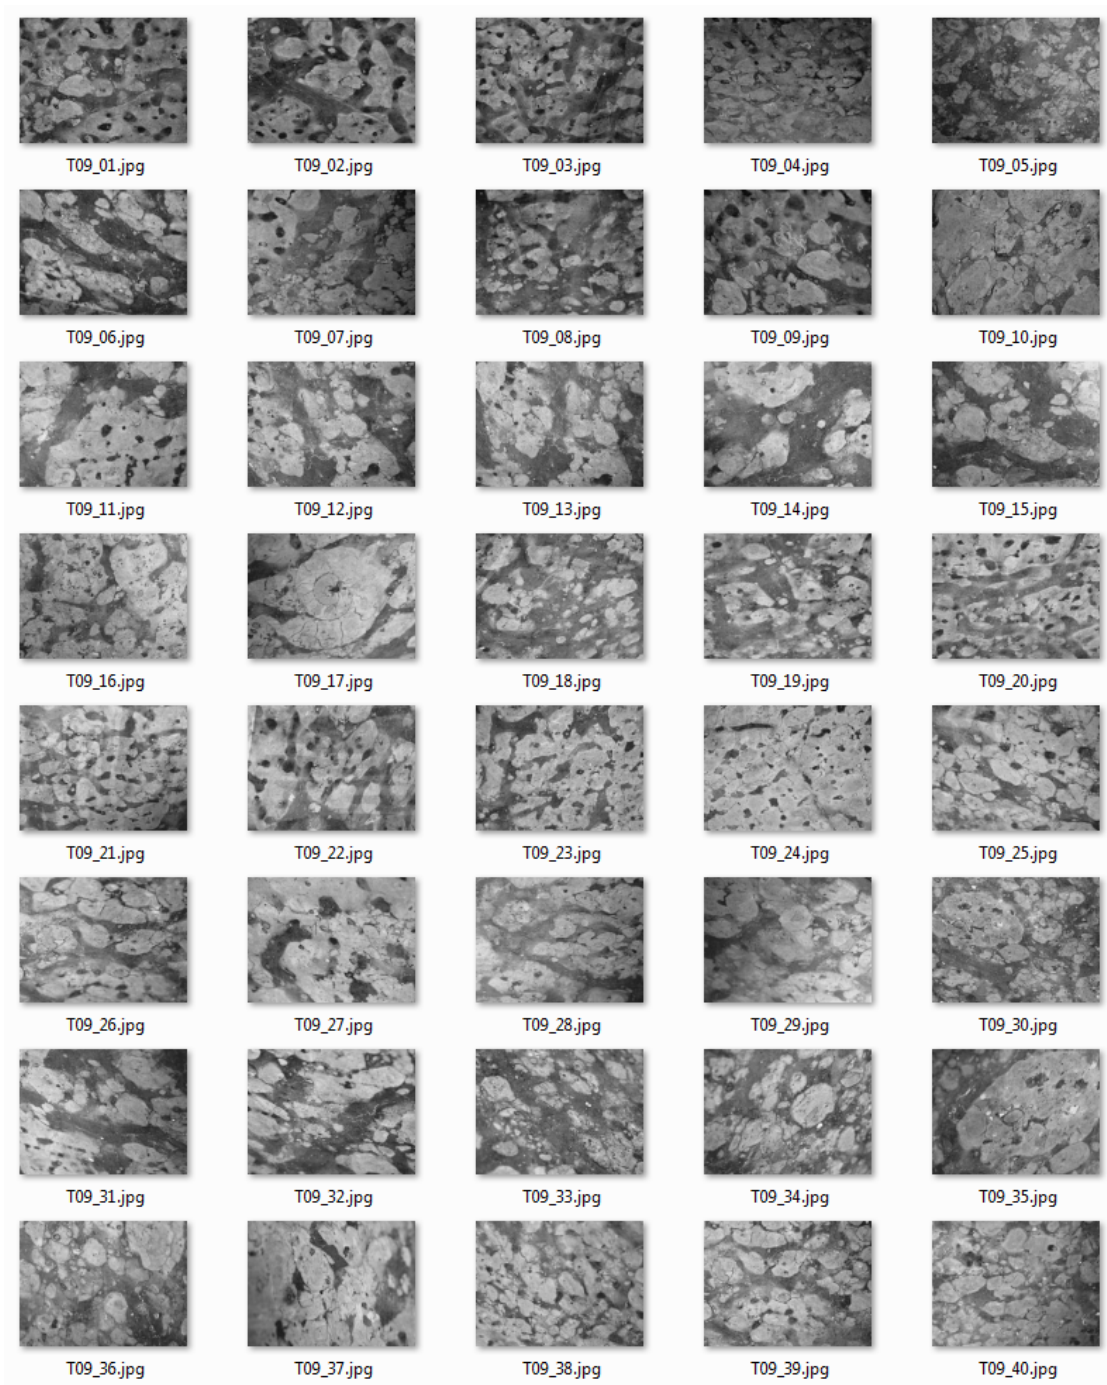 T09_01.jpg T09_02.jpg T09_03.jpg T09_04.jpg T09_05.jpg
T09_06.jpg T09_07.jpg T09_08.jpg T09_09.jpg T09_10.jpg
T09_11.jpg T09_12.jpg T09_13.jpg T09_14.jpg T09_15.jpg
T09_16.jpg T09_17.jpg T09_18.jpg T09_19.jpg T09_20.jpg
T09_21.jpg T09_22.jpg T09_23.jpg T09_24.jpg T09_25.jpg
T09_26.jpg T09_27.jpg T09_28.jpg T09_29.jpg T09_30.jpg
T09_31.jpg T09_32.jpg T09_33.jpg T09_34.jpg T09_35.jpg
T09_36.jpg T09_37.jpg T09_38.jpg T09_39.jpg T09_40.jpg